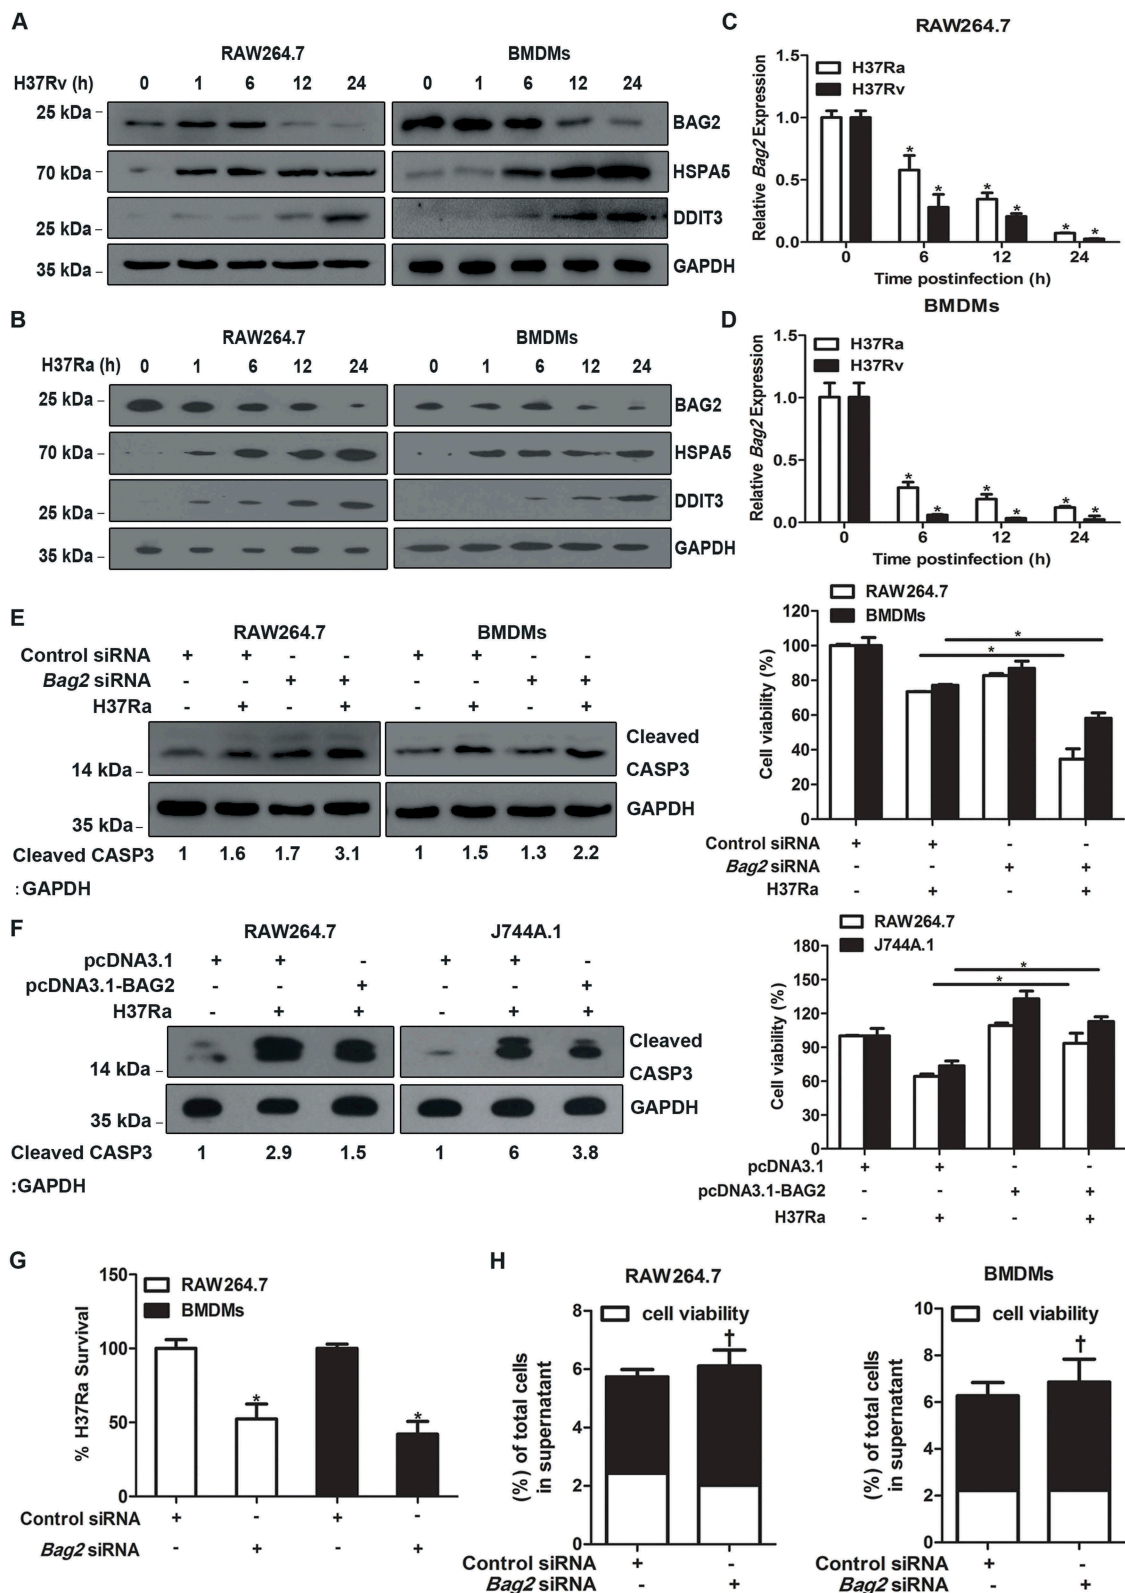 A
RAW264.7 BMDMs
H37Rv (h) 0 1 6 12 24 0 1 6 12 24
25 kDa BAG2
70 kDa HSPA5
25 kDa DDIT3
35 kDa GAPDH
C
RAW264.7
H37Ra
H37Rv
Relative Bag2 Expression
1.5
1.0
0.5
0.0
* * * * * *
0 6 12 24
Time postinfection (h)
B
RAW264.7 BMDMs
H37Ra (h) 0 1 6 12 24 0 1 6 12 24
25 kDa BAG2
70 kDa HSPA5
25 kDa DDIT3
35 kDa GAPDH
D
BMDMs
H37Ra
H37Rv
Relative Bag2 Expression
1.5
1.0
0.5
0.0
* * * * * *
0 6 12 24
Time postinfection (h)
E
RAW264.7 BMDMs
Control siRNA + + - - + + - -
Bag2 siRNA - - + + - - + +
H37Ra - + - + - + - +
Cleaved
14 kDa CASP3
GAPDH
35 kDa
Cleaved CASP3 1 1.6 1.7 3.1 1 1.5 1.3 2.2
:GAPDH
RAW264.7
BMDMs
Cell viability (%)
120
100
80
60
40
20
0
* *
Control siRNA + + - -
Bag2 siRNA - - + +
H37Ra - + - +
F
RAW264.7 J744A.1
pcDNA3.1 + + - + + -
pcDNA3.1-BAG2 - - + - - +
H37Ra - + + - + +
Cleaved
14 kDa CASP3
GAPDH
35 kDa
Cleaved CASP3 1 2.9 1.5 1 6 3.8
:GAPDH
RAW264.7
J744A.1
Cell viability (%)
180
150
120
90
60
30
0
* *
pcDNA3.1 + + - -
pcDNA3.1-BAG2 - - + +
H37Ra - + - +
G
RAW264.7
BMDMs
% H37Ra Survival
150
100
50
0
* *
Control siRNA + - + -
Bag2 siRNA - + - +
H
RAW264.7
cell viability
(%) of total cells
in supernatant
8
6
4
2
0
†
Control siRNA + -
Bag2 siRNA - +
BMDMs
cell viability
(%) of total cells
in supernatant
10
8
6
4
2
0
†
Control siRNA + -
Bag2 siRNA - +